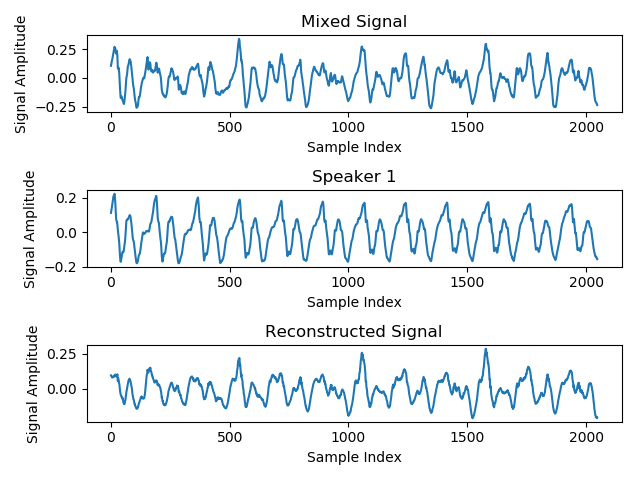 Mixed Signal
Signal Amplitude
0.25
0.00
−0.25
0 500 1000 1500 2000
Sample Index
Speaker 1
Signal Amplitude
0.2
0.0
−0.2
0 500 1000 1500 2000
Sample Index
Reconstructed Signal
Signal Amplitude
0.25
0.00
0 500 1000 1500 2000
Sample Index